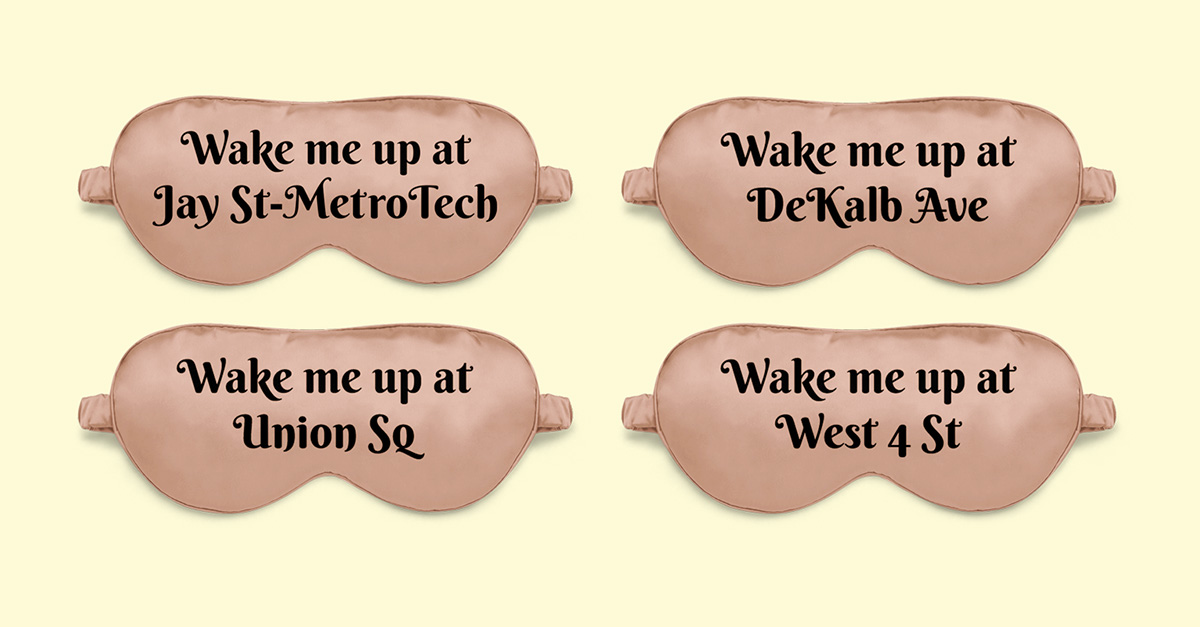 Wake me up at
Jay St-MetroTech
Wake me up at
DeKalb Ave
Wake me up at
Union Sq
Wake me up at
West 4 St